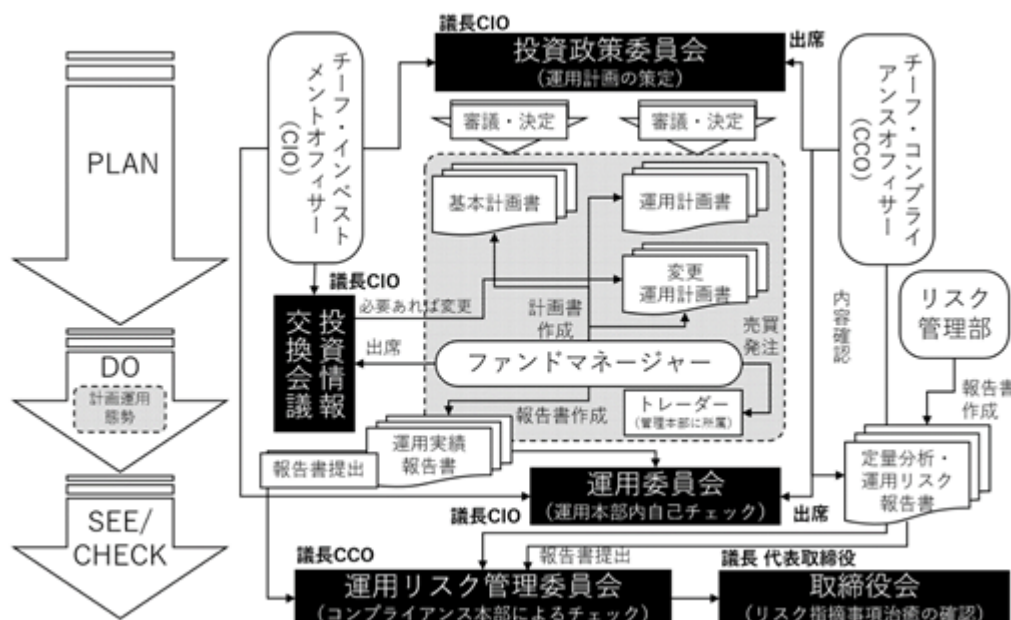 議長CIO
投資政策委員会
(運用計画の策定)
出席
チーフ・インベスト
メントオフィサー
(CIO)
チーフ・コンプライ
アンスオフィサー
(CCO)
PLAN
審議・決定
審議・決定
基本計画書
運用計画書
変更
運用計画書
議長CIO
必要あれば変更
計画書
作成
売買
発注
内容確認
リスク
管理部
投資情報
交換会議
出席
ファンドマネージャー
DO
計画運用
態勢
報告書作成
トレーダー
(管理本部に所属)
報告書
作成
運用実績
報告書
報告書提出
定量分析・
運用リスク
報告書
運用委員会
(運用本部内自己チェック)
議長CIO
出席
SEE/
CHECK
議長CCO
報告書提出
議長 代表取締役
運用リスク管理委員会
(コンプライアンス本部によるチェック)
取締役会
(リスク指摘事項治癒の確認)